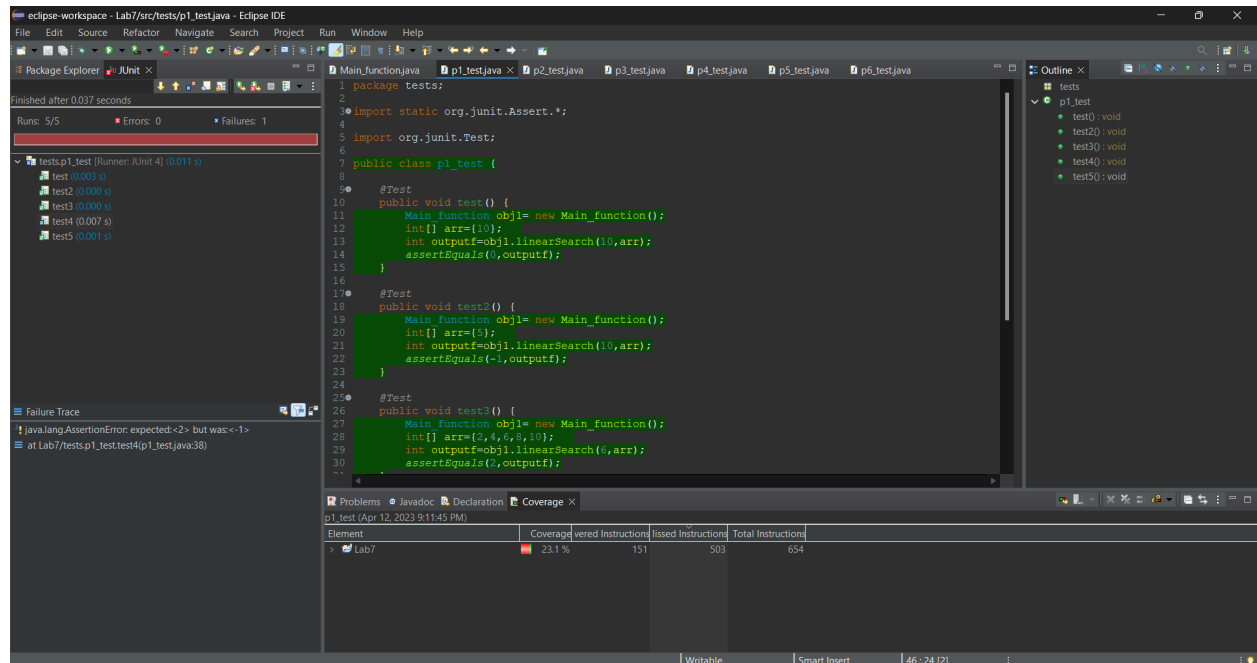 eclipse-workspace - Lab7/src/tests/p1_test.java - Eclipse IDE
File Edit Source Refactor Navigate Search Project Run Window Help
Package Explorer JUnit
Finished after 0.037 seconds
Runs: 5/5 Errors: 0 Failures: 1
tests.p1_test [Runner: JUnit 4] (0.011 s)
test (0.003 s)
test2 (0.000 s)
test3 (0.000 s)
test4 (0.007 s)
test5 (0.001 s)
Failure Trace
java.lang.AssertionError: expected:<2> but was:<-1>
at Lab7/tests.p1_test.test4(p1_test.java:38)
Main_function.java p1_test.java p2_test.java p3_test.java p4_test.java p5_test.java p6_test.java
1 package tests;
2
3 import static org.junit.Assert.*;
4
5 import org.junit.Test;
6
7 public class p1_test {
8
9 @Test
10 public void test() {
11 Main_function obj1= new Main_function();
12 int[] arr={10};
13 int outputf=obj1.linearSearch(10,arr);
14 assertEquals(0,outputf);
15 }
16
17 @Test
18 public void test2() {
19 Main_function obj1= new Main_function();
20 int[] arr={5};
21 int outputf=obj1.linearSearch(10,arr);
22 assertEquals(-1,outputf);
23 }
24
25 @Test
26 public void test3() {
27 Main_function obj1= new Main_function();
28 int[] arr={2,4,6,8,10};
29 int outputf=obj1.linearSearch(6,arr);
30 assertEquals(2,outputf);
Outline
tests
p1_test
test() : void
test2() : void
test3() : void
test4() : void
test5() : void
Problems Javadoc Declaration Coverage
p1_test (Apr 12, 2023 9:11:45 PM)
Element Coverage vered Instructions lissed Instructions Total Instructions
Lab7 23.1 % 151 503 654
Writable Smart Insert 46 : 24 [2]